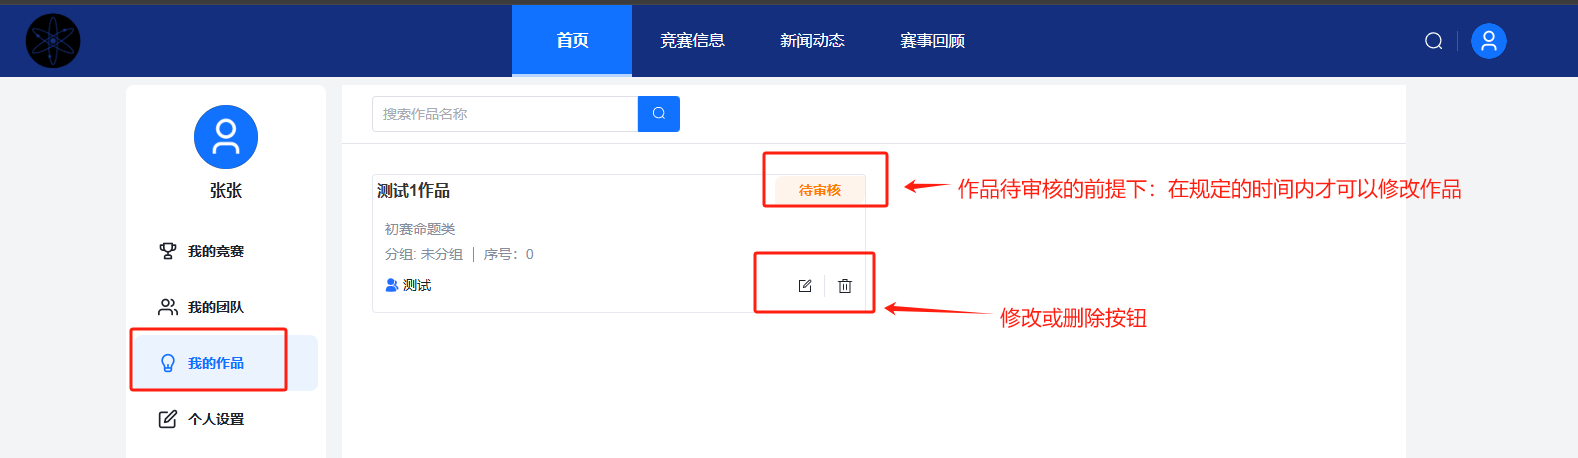 首页
竞赛信息
新闻动态
赛事回顾
张张
我的竞赛
我的团队
我的作品
个人设置
搜索作品名称
测试1作品
待审核
作品待审核的前提下：在规定的时间内才可以修改作品
初赛命题类
分组: 未分组 | 序号：0
测试
修改或删除按钮